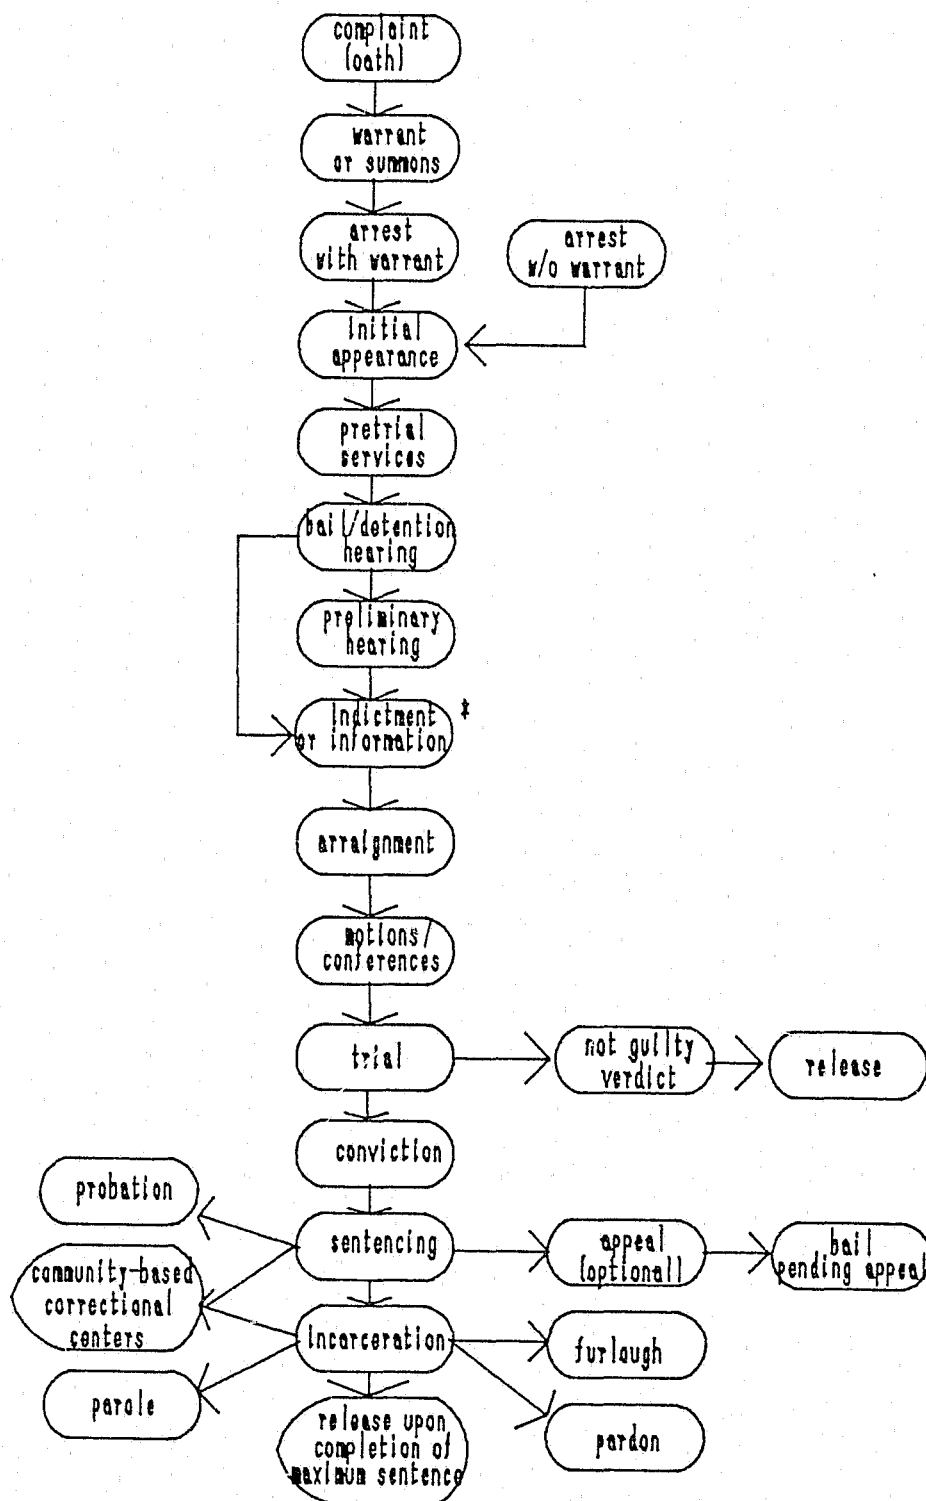 complaint
(oath)
warrant
or summons
arrest
with warrant
arrest
w/o warrant
Initial
appearance
pretrial
services
bail/detention
hearing
preliminary
hearing
Indictment *
or information
arraignment
motions/
conferences
trial
not guilty
verdict
release
conviction
probation
sentencing
appeal
(optional)
bail
pending appeal
community-based
correctional
centers
Incarceration
furlough
parole
release upon
completion of
maximum sentence
pardon